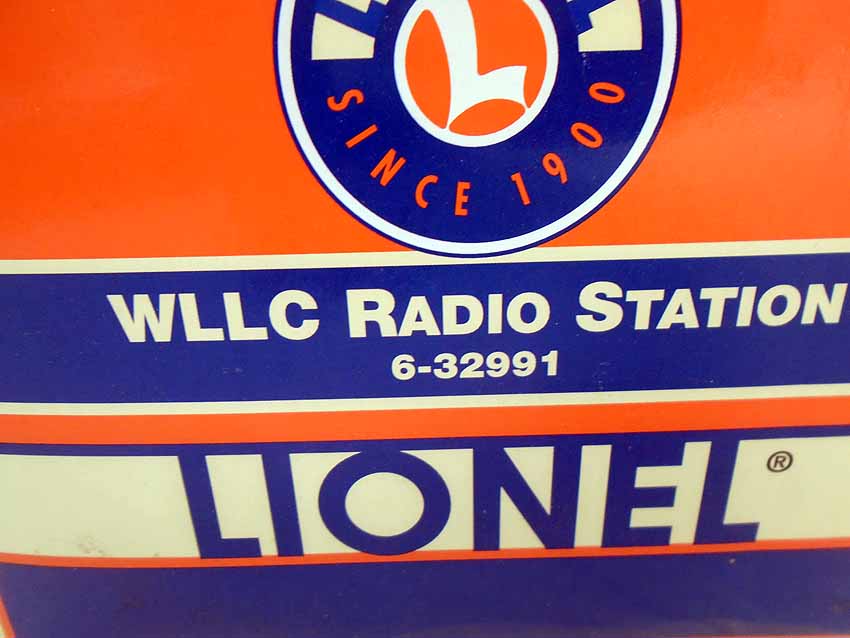 L
SINCE 1900
WLLC RADIO STATION
6-32991
LIONEL®